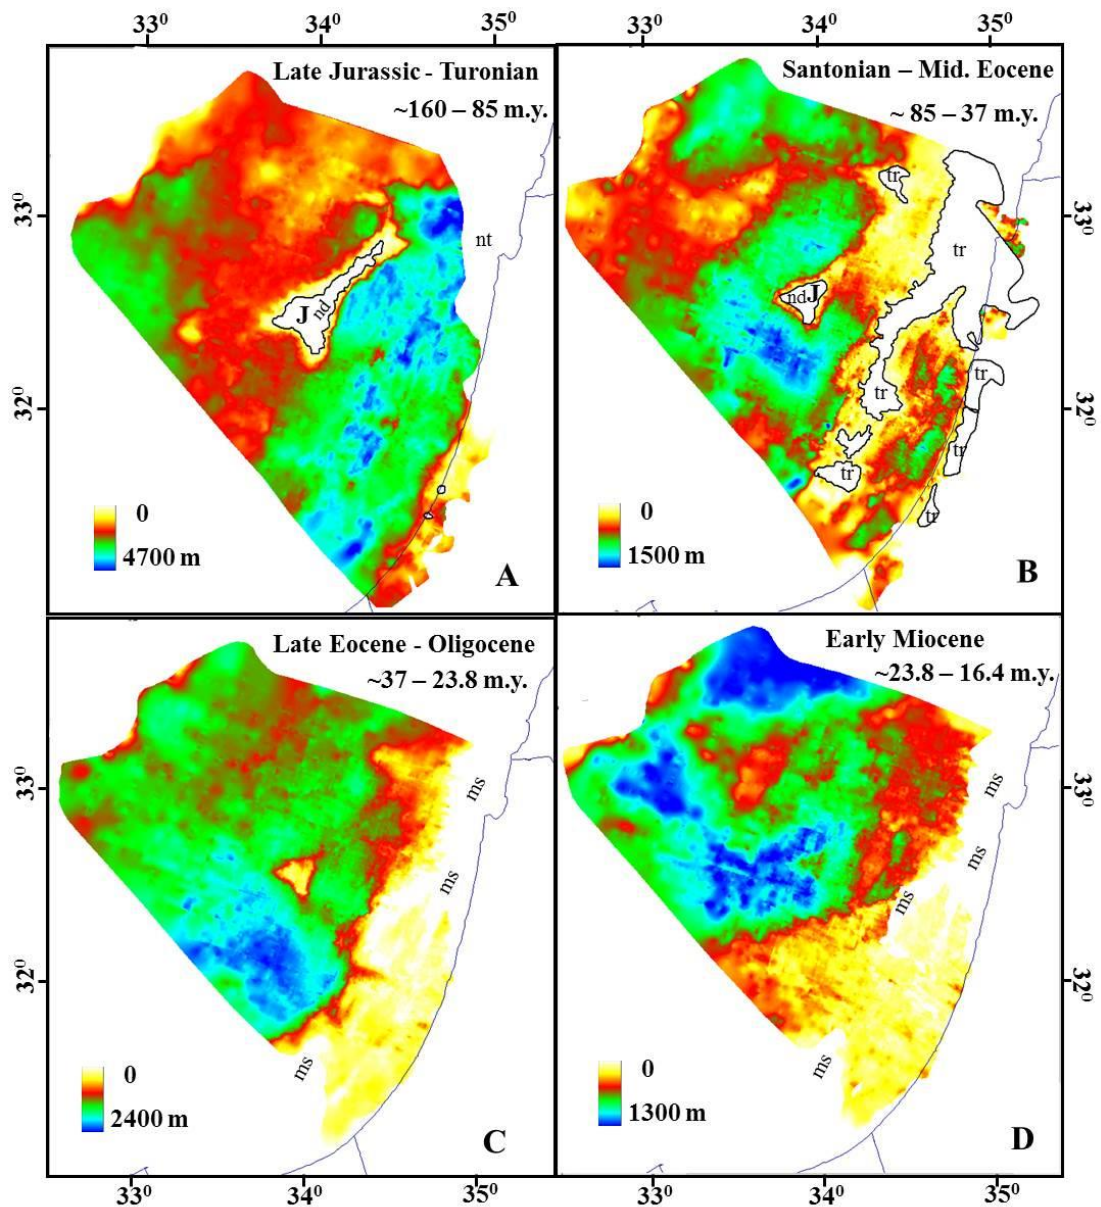 33⁰ 34⁰ 35⁰ 33⁰ 34⁰ 35⁰
Late Jurassic - Turonian
~160 – 85 m.y.
33⁰
32⁰
nt
J nd
0
4700 m
A
Santonian – Mid. Eocene
~ 85 – 37 m.y.
33⁰
32⁰
tr
tr
nd J
tr
tr
tr
tr
tr
0
1500 m
B
Late Eocene - Oligocene
~37 – 23.8 m.y.
33⁰
32⁰
ms
ms
ms
0
2400 m
C
Early Miocene
~23.8 – 16.4 m.y.
33⁰
32⁰
ms
ms
ms
ms
0
1300 m
D
33⁰ 34⁰ 35⁰ 33⁰ 34⁰ 35⁰